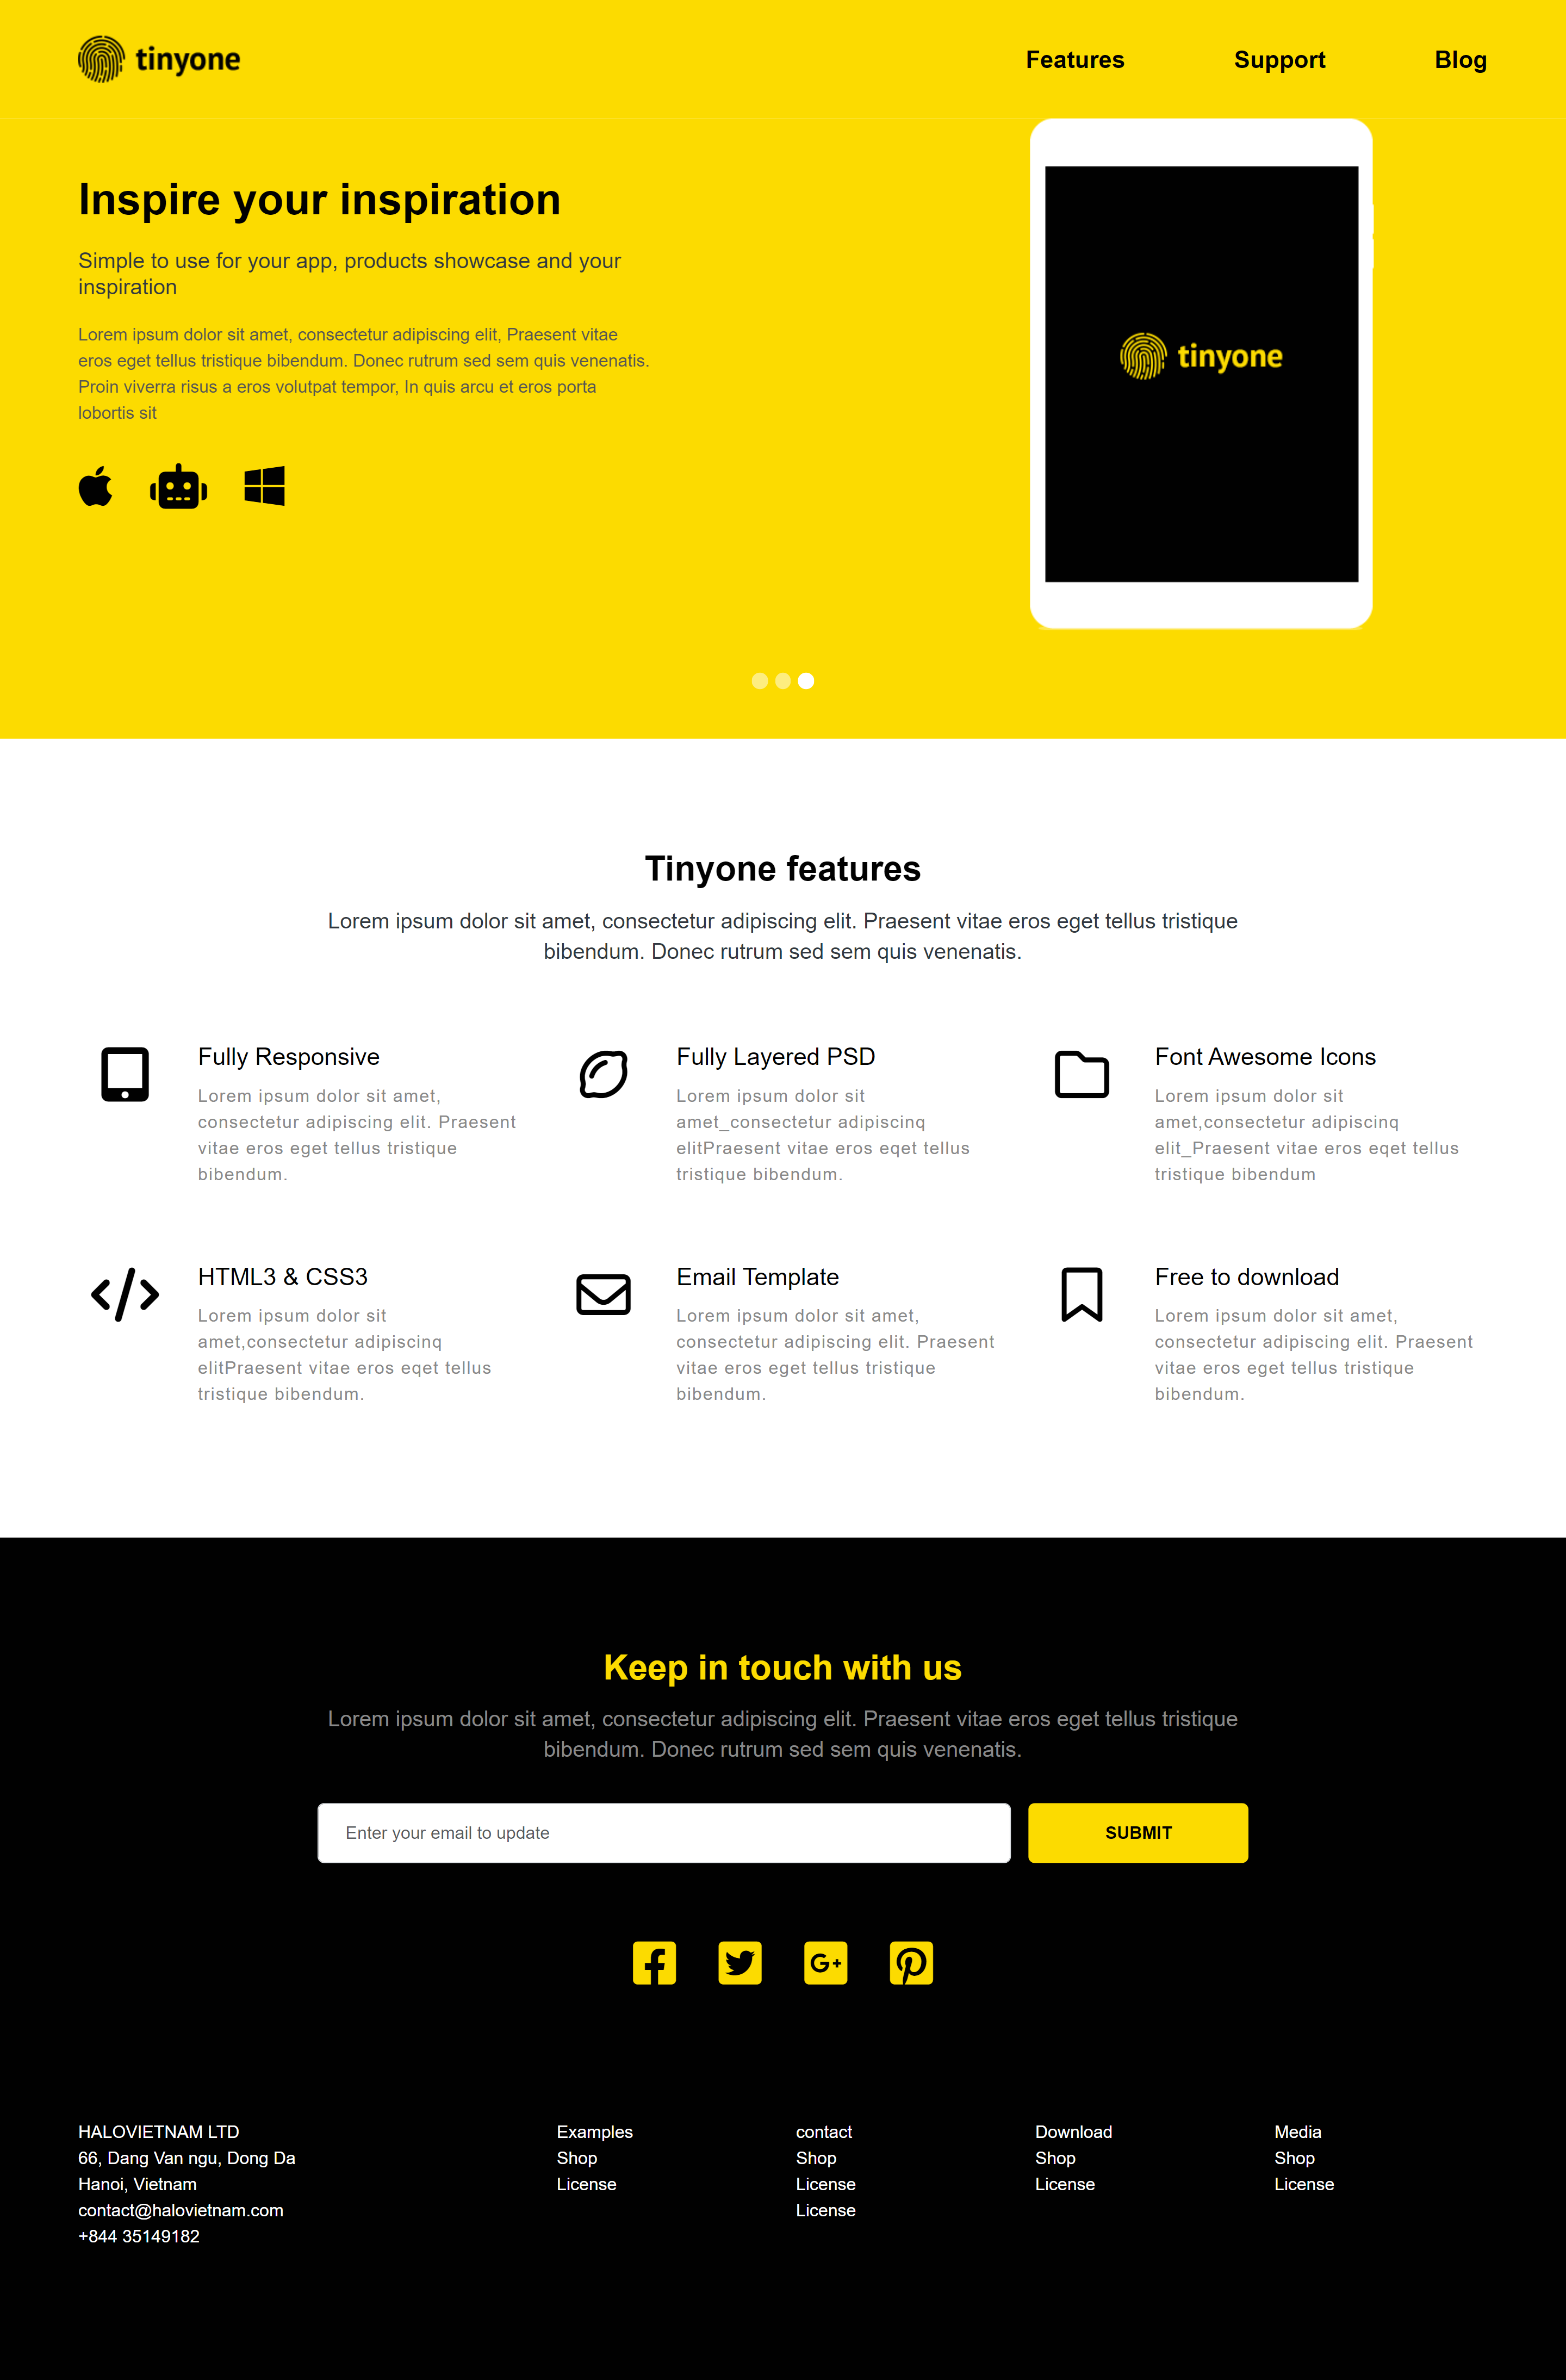 tinyone
Features
Support
Blog
Inspire your inspiration
Simple to use for your app, products showcase and your
inspiration
Lorem ipsum dolor sit amet, consectetur adipiscing elit, Praesent vitae
eros eget tellus tristique bibendum. Donec rutrum sed sem quis venenatis.
Proin viverra risus a eros volutpat tempor, In quis arcu et eros porta
lobortis sit
tinyone
Tinyone features
Lorem ipsum dolor sit amet, consectetur adipiscing elit. Praesent vitae eros eget tellus tristique
bibendum. Donec rutrum sed sem quis venenatis.
Fully Responsive
Lorem ipsum dolor sit amet,
consectetur adipiscing elit. Praesent
vitae eros eget tellus tristique
bibendum.
Fully Layered PSD
Lorem ipsum dolor sit
amet_consectetur adipiscinq
elitPraesent vitae eros eqet tellus
tristique bibendum.
Font Awesome Icons
Lorem ipsum dolor sit
amet,consectetur adipiscinq
elit_Praesent vitae eros eqet tellus
tristique bibendum
HTML3 & CSS3
Lorem ipsum dolor sit
amet,consectetur adipiscinq
elitPraesent vitae eros eqet tellus
tristique bibendum.
Email Template
Lorem ipsum dolor sit amet,
consectetur adipiscing elit. Praesent
vitae eros eget tellus tristique
bibendum.
Free to download
Lorem ipsum dolor sit amet,
consectetur adipiscing elit. Praesent
vitae eros eget tellus tristique
bibendum.
Keep in touch with us
Lorem ipsum dolor sit amet, consectetur adipiscing elit. Praesent vitae eros eget tellus tristique
bibendum. Donec rutrum sed sem quis venenatis.
Enter your email to update
SUBMIT
HALOVIETNAM LTD
66, Dang Van ngu, Dong Da
Hanoi, Vietnam
contact@halovietnam.com
+844 35149182
Examples
Shop
License
contact
Shop
License
License
Download
Shop
License
Media
Shop
License